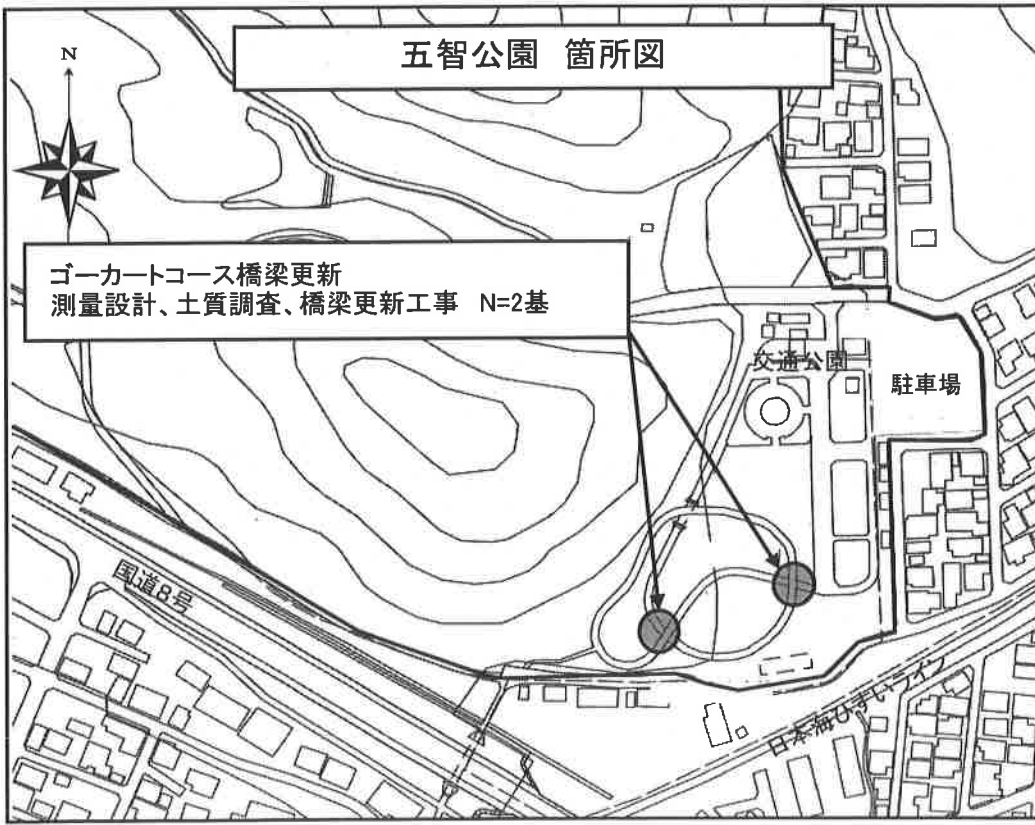 五智公園 箇所図
N
ゴーカートコース橋梁更新
測量設計、土質調査、橋梁更新工事 N=2基
交通公園
駐車場
国道8号
日本海ひすいライン